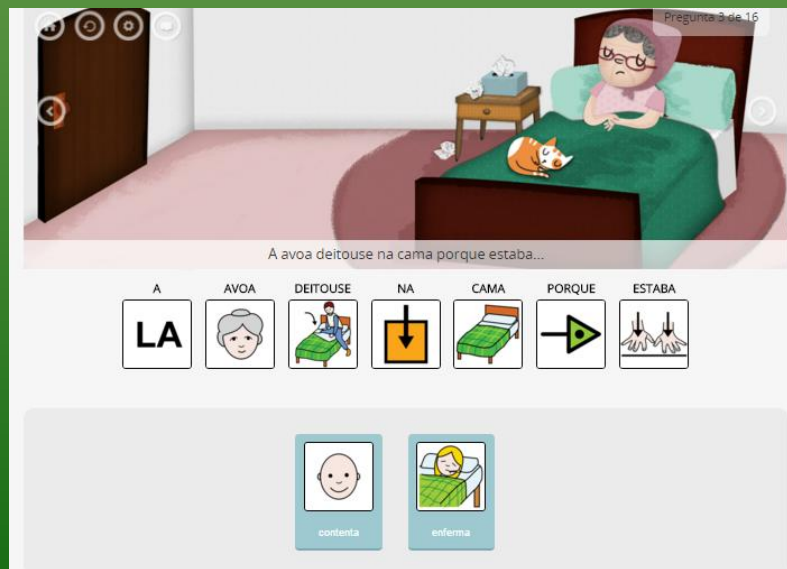 Pregunta 3 de 16
A avoa deitouse na cama porque estaba...
A AVOA DEITOUSE NA CAMA PORQUE ESTABA
LA
contenta enferma